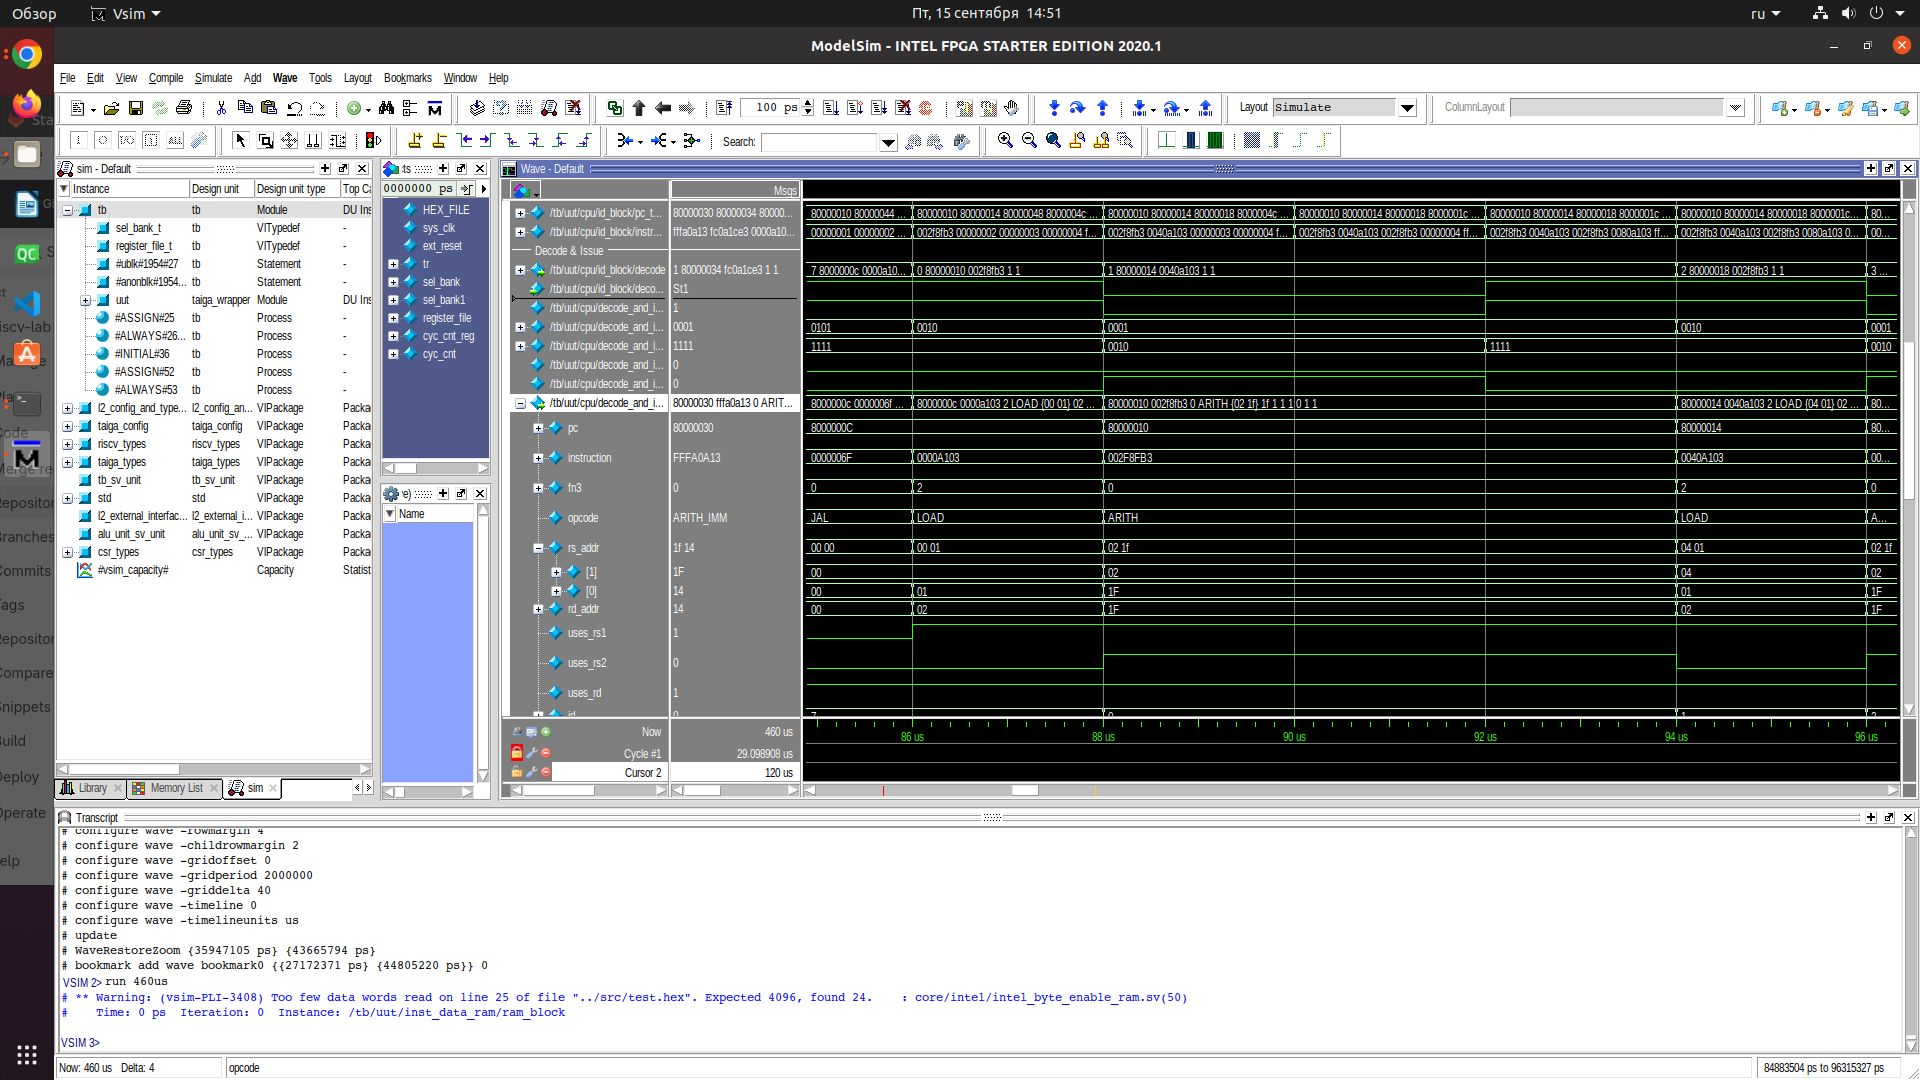 Обзор
Vsim
Пт, 15 сентября 14:51
ru
ModelSim - INTEL FPGA STARTER EDITION 2020.1
File Edit View Compile Simulate Add Wave Tools Layout Bookmarks Window Help
100 ps
Layout Simulate
ColumnLayout
Search:
sim - Default
Instance Design unit Design unit type Top Ca
tb tb Module DU Ins
sel_bank_t tb VITypedef -
register_file_t tb VITypedef -
#ublk#1954#27 tb Statement -
#anonblk#1954... tb Statement -
uut taiga_wrapper Module DU Ins
#ASSIGN#25 tb Process -
#ALWAYS#26... tb Process -
#INITIAL#36 tb Process -
#ASSIGN#52 tb Process -
#ALWAYS#53 tb Process -
l2_config_and_type... l2_config_an... VIPackage Packa
taiga_config taiga_config VIPackage Packa
riscv_types riscv_types VIPackage Packa
taiga_types taiga_types VIPackage Packa
tb_sv_unit tb_sv_unit VIPackage Packa
std std VIPackage Packa
l2_external_interfac... l2_external_i... VIPackage Packa
alu_unit_sv_unit alu_unit_sv_... VIPackage Packa
csr_types csr_types VIPackage Packa
#vsim_capacity# Capacity Statist
Library Memory List sim
ts
0000000 ps
HEX_FILE
sys_clk
ext_reset
tr
sel_bank
sel_bank1
register_file
cyc_cnt_reg
cyc_cnt
Name
Wave - Default
Msgs
/tb/uut/cpu/id_block/pc_t... 80000030 80000034 80000... 80000010 80000044 ... 80000010 80000014 80000048 8000004c ... 80000010 80000014 80000018 8000004c ... 80000010 80000014 80000018 8000001c ... 80000010 80000014 80000018 8000001c ... 80000010 80000014 80000018 8000001c... 80...
/tb/uut/cpu/id_block/instr... fffa0a13 fc0a1ce3 0000a10... 00000001 00000002 ... 002f8fb3 00000002 00000003 00000004 f... 002f8fb3 0040a103 00000003 00000004 f... 002f8fb3 0040a103 002f8fb3 00000004 ff... 002f8fb3 0040a103 002f8fb3 0080a103 ff... 002f8fb3 0040a103 002f8fb3 0080a103 0... 00...
Decode & Issue
/tb/uut/cpu/id_block/decode 1 80000034 fc0a1ce3 1 1 7 8000000c 0000a10... 0 80000010 002f8fb3 1 1 1 80000014 0040a103 1 1 2 80000018 002f8fb3 1 1 3 ...
/tb/uut/cpu/id_block/deco... St1
/tb/uut/cpu/decode_and_i... 1
/tb/uut/cpu/decode_and_i... 0001 0101 0010 0001 0010 0001
/tb/uut/cpu/decode_and_i... 1111 1111 0010 1111 0010
/tb/uut/cpu/decode_and_i... 0
/tb/uut/cpu/decode_and_i... 0
/tb/uut/cpu/decode_and_i... 80000030 fffa0a13 0 ARIT... 8000000c 0000006f ... 8000000c 0000a103 2 LOAD {00 01} 02 ... 80000010 002f8fb3 0 ARITH {02 1f} 1f 1 1 1 0 1 1 80000014 0040a103 2 LOAD {04 01} 02 ... 80...
pc 80000030 8000000C 80000010 80000014 80...
instruction FFFA0A13 0000006F 0000A103 002F8FB3 0040A103 00...
fn3 0 0 2 0 2 0
opcode ARITH_IMM JAL LOAD ARITH LOAD A...
rs_addr 1f 14 00 00 00 01 02 1f 04 01 02 1f
[1] 1F 00 02 04 02
[0] 14 00 01 1F 01 1F
rd_addr 14 00 02 1F 02 1F
uses_rs1 1
uses_rs2 0
uses_rd 1
Now 460 us
Cycle #1 29.098908 us
Cursor 2 120 us
86 us 88 us 90 us 92 us 94 us 96 us
Transcript
# configure wave -rowmargin 4
# configure wave -childrowmargin 2
# configure wave -gridoffset 0
# configure wave -gridperiod 2000000
# configure wave -griddelta 40
# configure wave -timeline 0
# configure wave -timelineunits us
# update
# WaveRestoreZoom {35947105 ps} {43665794 ps}
# bookmark add wave bookmark0 {{27172371 ps} {44805220 ps}} 0
VSIM 2> run 460us
# ** Warning: (vsim-PLI-3408) Too few data words read on line 25 of file "../src/test.hex". Expected 4096, found 24. : core/intel/intel_byte_enable_ram.sv(50)
# Time: 0 ps Iteration: 0 Instance: /tb/uut/inst_data_ram/ram_block
VSIM 3>
Now: 460 us Delta: 4
opcode
84883504 ps to 96315327 ps